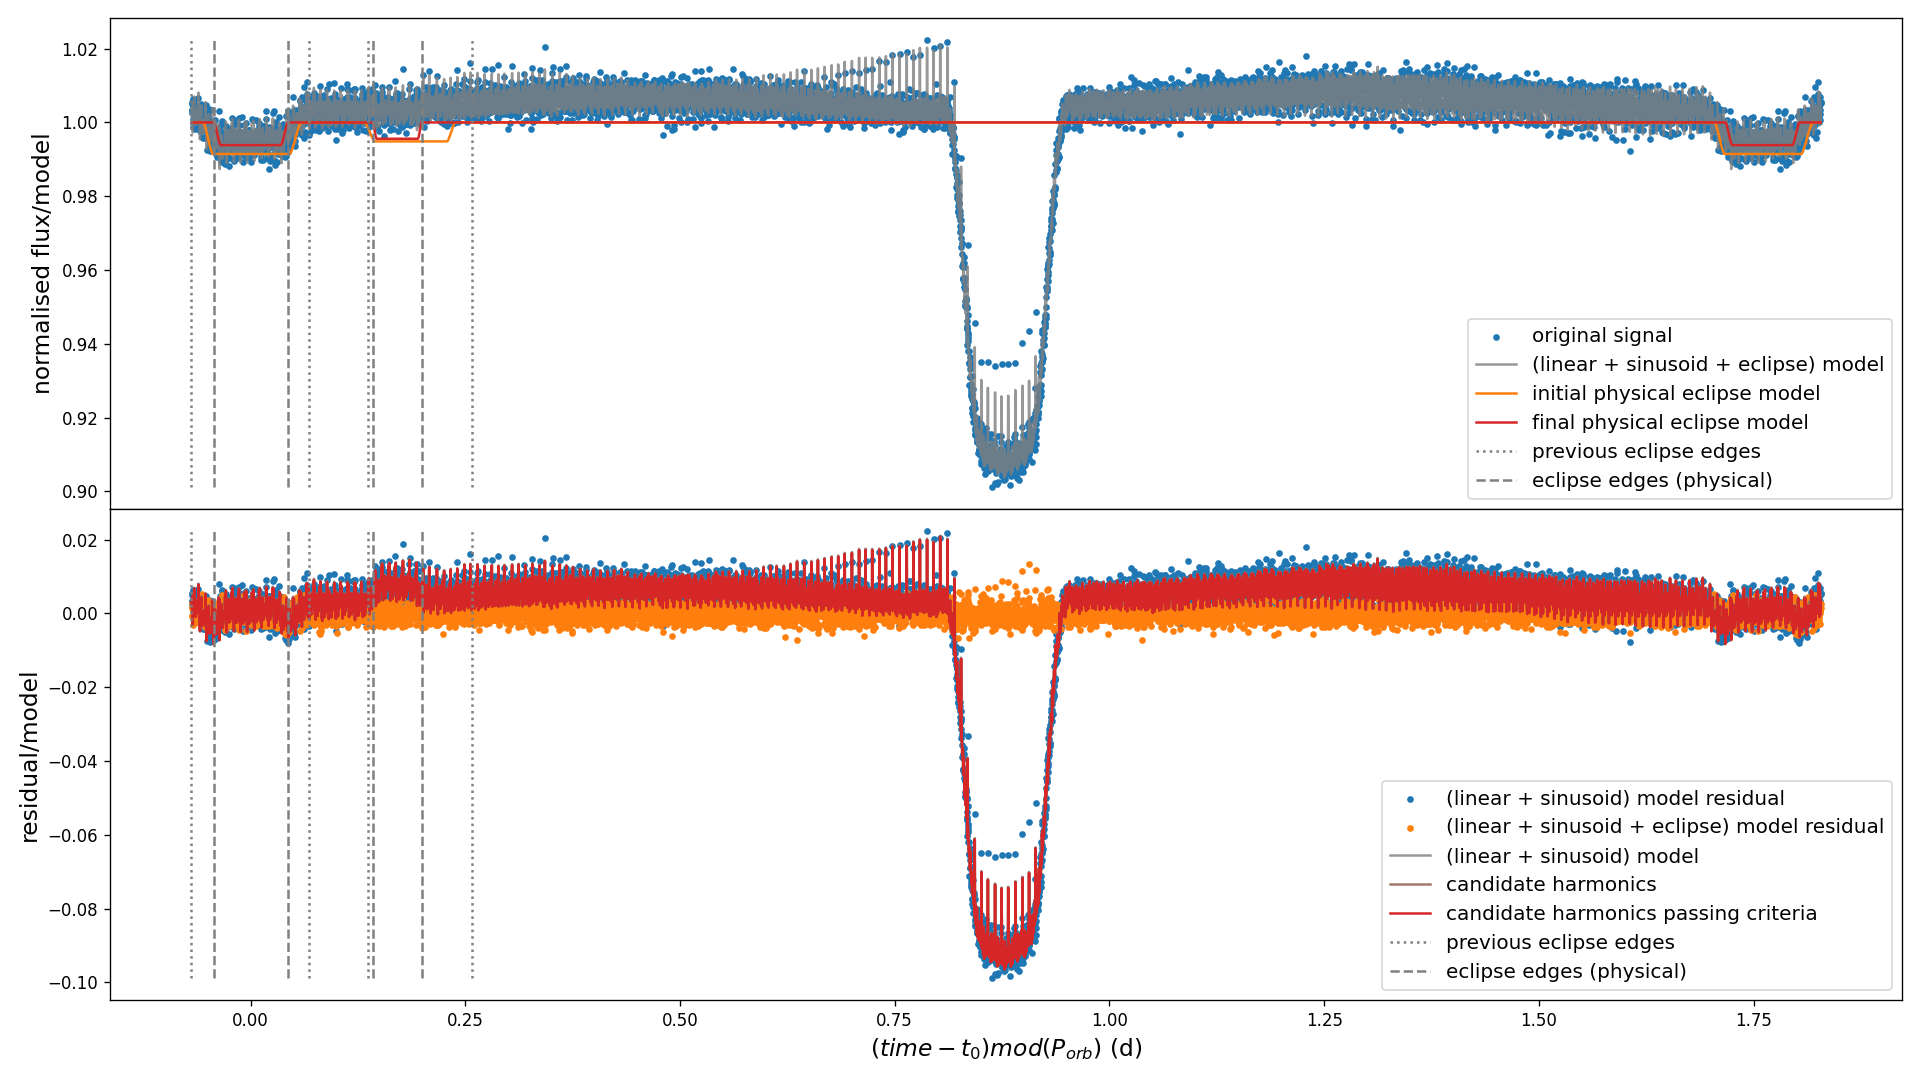 1.02
1.00
0.98
0.96
0.94
0.92
0.90
normalised flux/model
original signal
(linear + sinusoid + eclipse) model
initial physical eclipse model
final physical eclipse model
previous eclipse edges
eclipse edges (physical)
0.02
0.00
−0.02
−0.04
−0.06
−0.08
−0.10
residual/model
(linear + sinusoid) model residual
(linear + sinusoid + eclipse) model residual
(linear + sinusoid) model
candidate harmonics
candidate harmonics passing criteria
previous eclipse edges
eclipse edges (physical)
0.00 0.25 0.50 0.75 1.00 1.25 1.50 1.75
(time − t₀)mod(Pₒᵣb) (d)